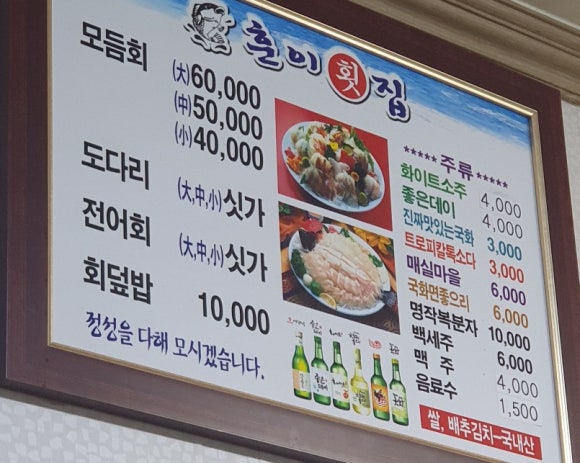 훈이횟집
모듬회 (大)60,000
(中)50,000
(小)40,000
도다리 (大,中,小)싯가
전어회 (大,中,小)싯가
회덮밥 10,000
정성을 다해 모시겠습니다.
*****주류*****
화이트소주 4,000
좋은데이 4,000
진짜맛있는국화 3,000
트로피칼톡소다 3,000
매실마을 6,000
국화면좋으리 6,000
명작복분자 10,000
백세주 6,000
맥 주 4,000
음료수 1,500
쌀, 배추김치-국내산